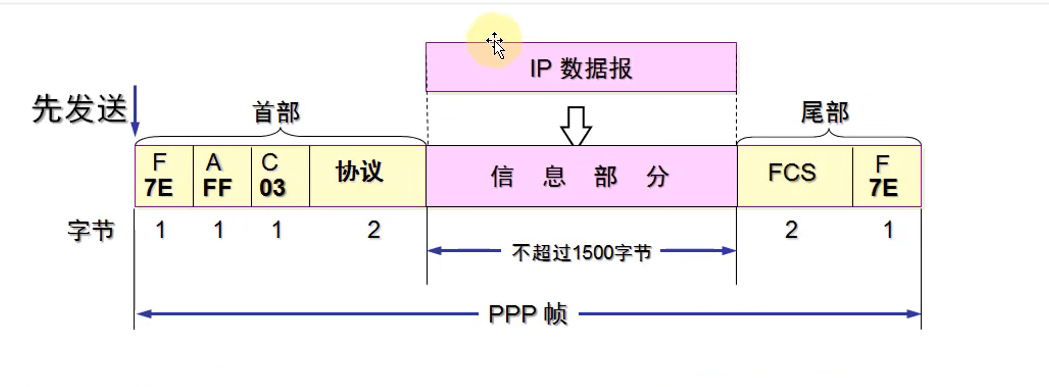 IP 数据报
先发送
首部
尾部
F A C 协议 信 息 部 分 FCS F
7E FF 03 7E
字节 1 1 1 2 2 1
不超过1500字节
PPP 帧